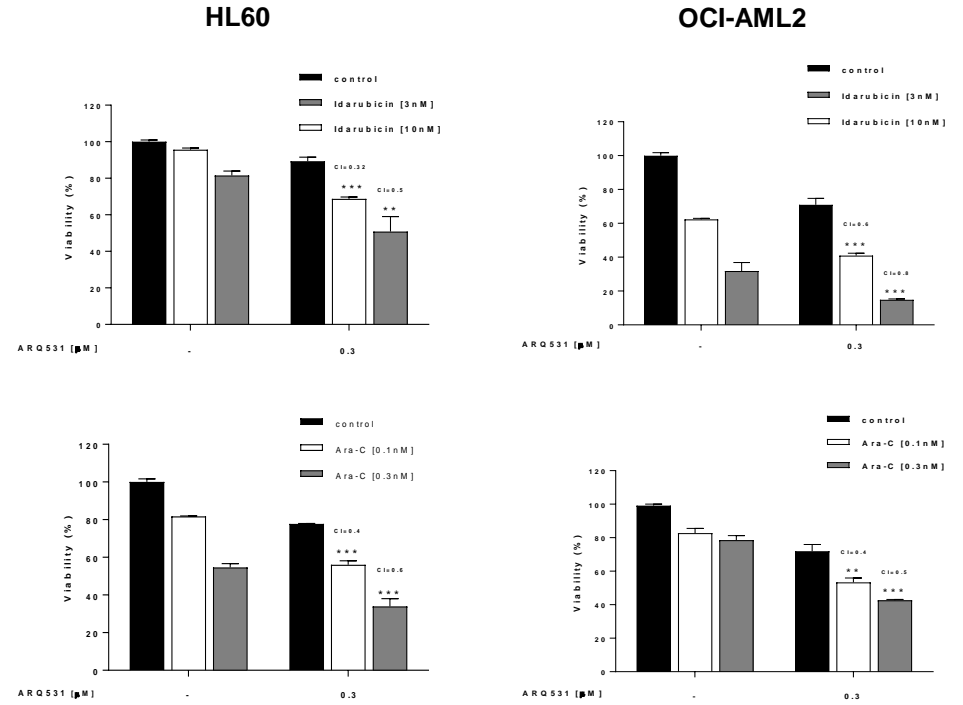 HL60
control
Idarubicin [3nM]
Idarubicin [10nM]
Viability (%)
120
100
80
60
40
20
0
CI=0.32
***
CI=0.5
**
ARQ531 [µM]
-
0.3
OCI-AML2
control
Idarubicin [3nM]
Idarubicin [10nM]
Viability (%)
120
100
80
60
40
20
0
CI=0.6
***
CI=0.8
***
ARQ531 [µM]
-
0.3
control
Ara-C [0.1nM]
Ara-C [0.3nM]
Viability (%)
120
100
80
60
40
20
0
CI=0.4
***
CI=0.6
***
ARQ531 [µM]
-
0.3
control
Ara-C [0.1nM]
Ara-C [0.3nM]
Viability (%)
120
100
80
60
40
20
0
CI=0.4
**
CI=0.5
***
ARQ531 [µM]
-
0.3